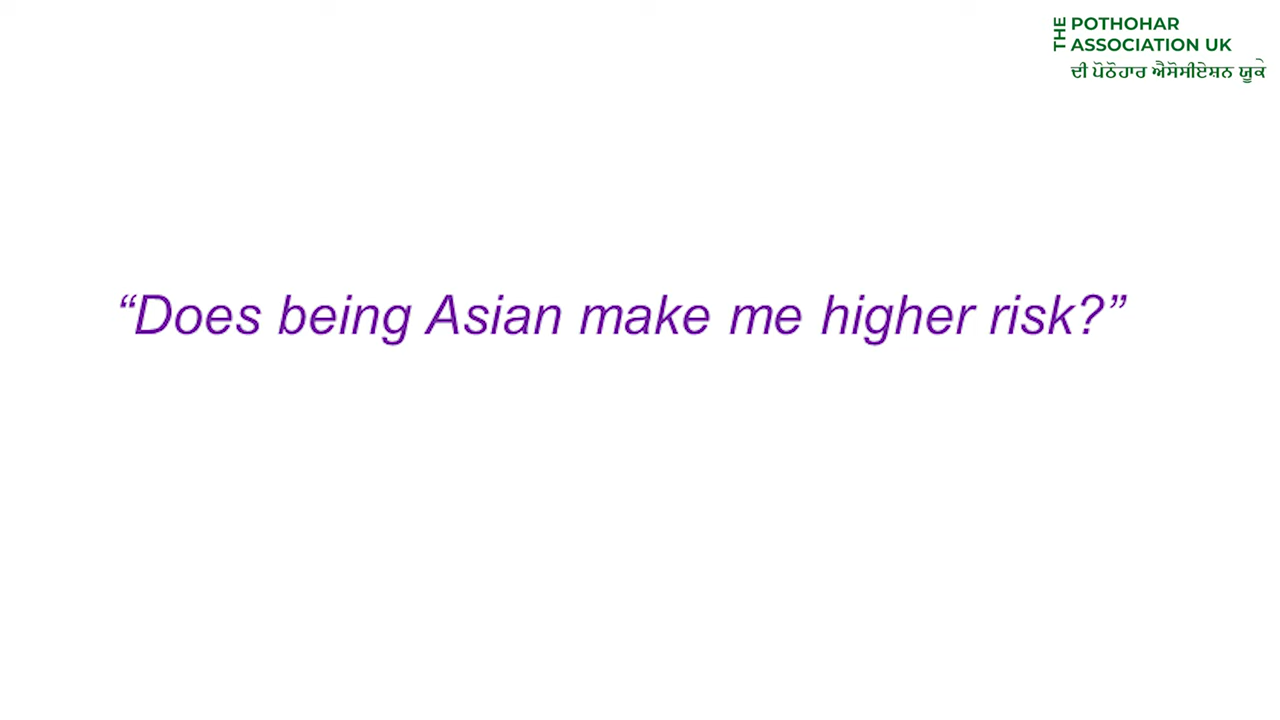 THE
POTHOHAR
ASSOCIATION UK
ਦੀ ਪੋਠੋਹਾਰ ਐਸੋਸੀਏਸ਼ਨ ਯੂਕੇ
“Does being Asian make me higher risk?”